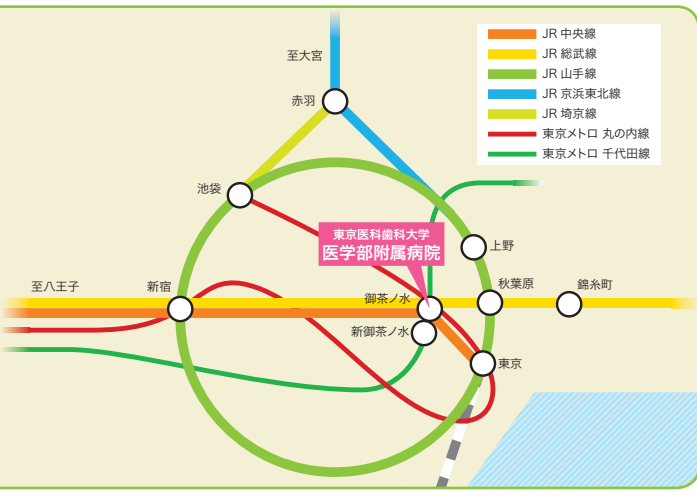 至大宮
赤羽
JR 中央線
JR 総武線
JR 山手線
JR 京浜東北線
JR 埼京線
東京メトロ 丸の内線
東京メトロ 千代田線
池袋
東京医科歯科大学
医学部附属病院
上野
至八王子
新宿
御茶ノ水
秋葉原
錦糸町
新御茶ノ水
東京